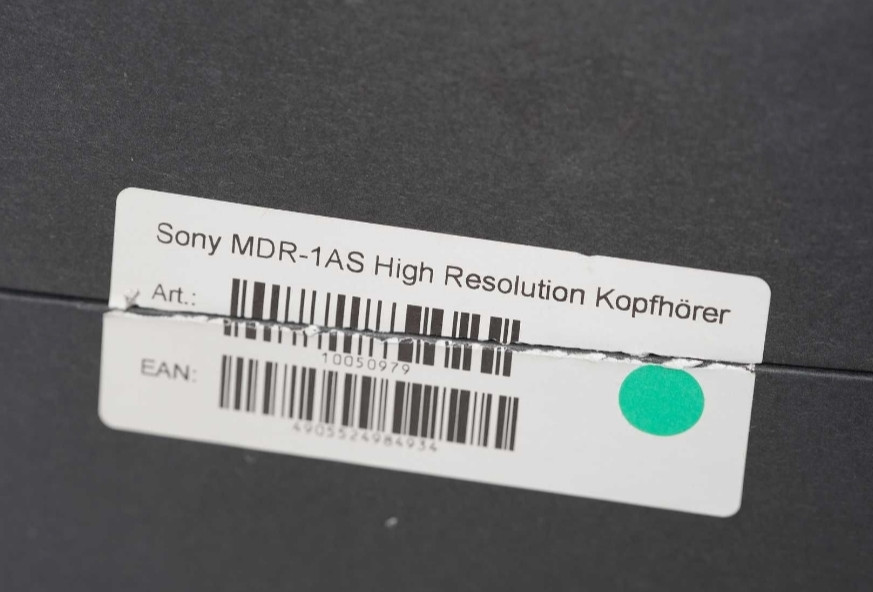 Sony MDR-1AS High Resolution Kopfhörer
Art.:
10050979
EAN:
4905524984934